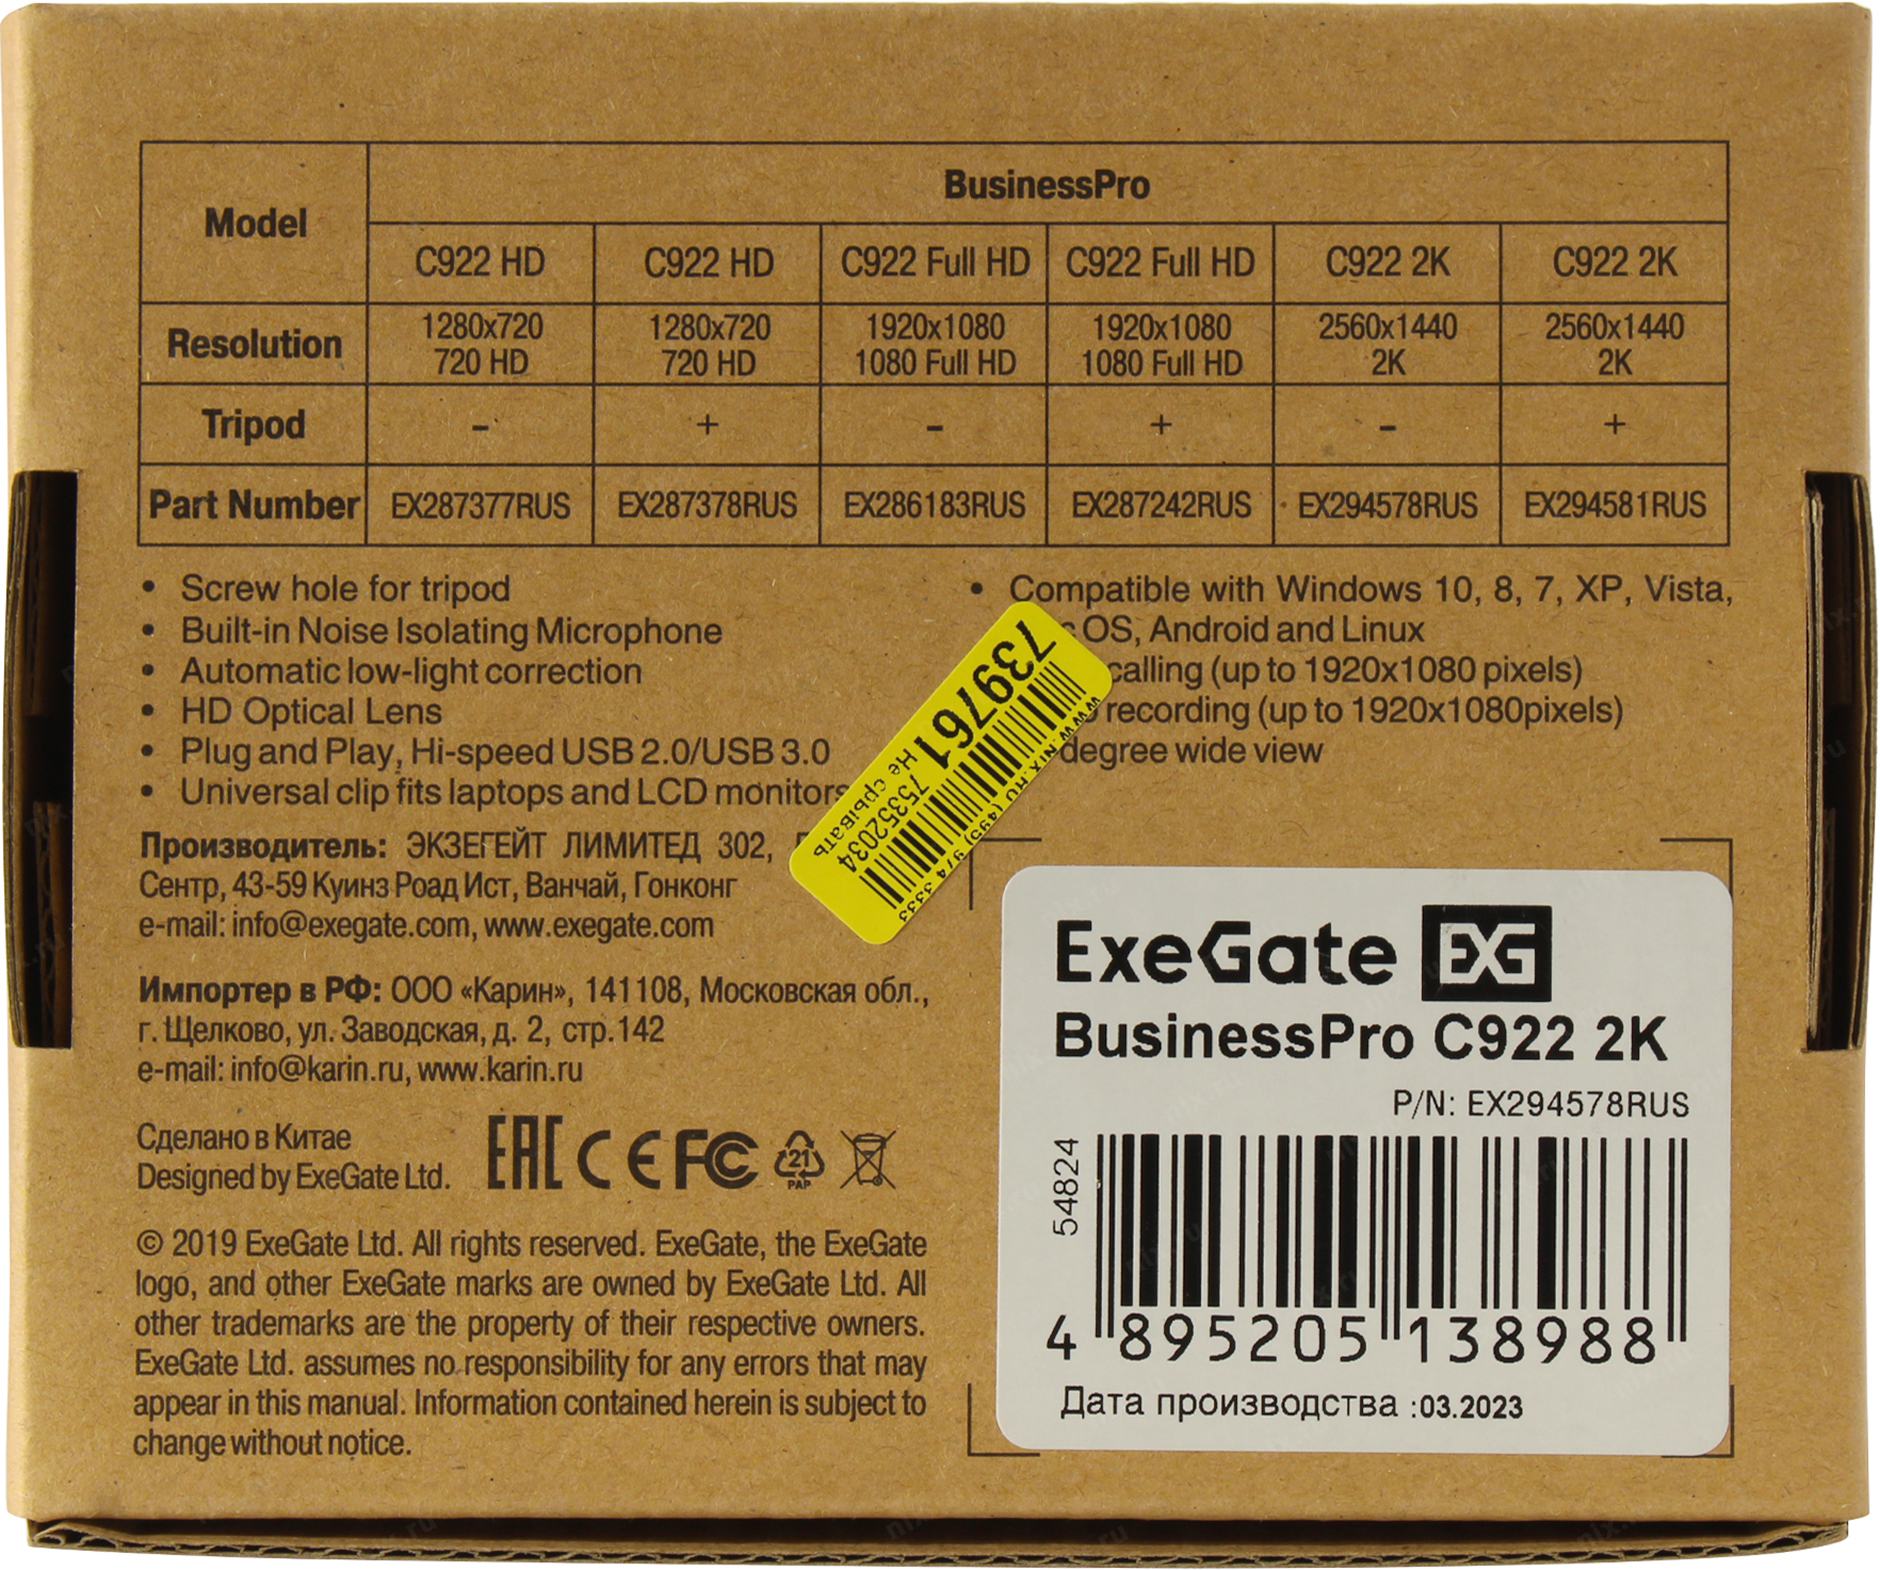 Model
BusinessPro
C922 HD C922 HD C922 Full HD C922 Full HD C922 2K C922 2K
Resolution
1280x720 1280x720 1920x1080 1920x1080 2560x1440 2560x1440
720 HD 720 HD 1080 Full HD 1080 Full HD 2K 2K
Tripod - + - + - +
Part Number EX287377RUS EX287378RUS EX286183RUS EX287242RUS EX294578RUS EX294581RUS
• Screw hole for tripod
• Built-in Noise Isolating Microphone
• Automatic low-light correction
• HD Optical Lens
• Plug and Play, Hi-speed USB 2.0/USB 3.0
• Universal clip fits laptops and LCD monitors
• Compatible with Windows 10, 8, 7, XP, Vista,
OS, Android and Linux
calling (up to 1920x1080 pixels)
recording (up to 1920x1080pixels)
degree wide view
739761
75352034
Не срывать
WWW.NIX.RU (495) 974 3333
Производитель: ЭКЗЕГЕЙТ ЛИМИТЕД 302,
Сентр, 43-59 Куинз Роад Ист, Ванчай, Гонконг
e-mail: info@exegate.com, www.exegate.com
Импортер в РФ: ООО «Карин», 141108, Московская обл.,
г. Щелково, ул. Заводская, д. 2, стр.142
e-mail: info@karin.ru, www.karin.ru
Сделано в Китае
Designed by ExeGate Ltd.
EAC CE FC 21 PAP
© 2019 ExeGate Ltd. All rights reserved. ExeGate, the ExeGate
logo, and other ExeGate marks are owned by ExeGate Ltd. All
other trademarks are the property of their respective owners.
ExeGate Ltd. assumes no responsibility for any errors that may
appear in this manual. Information contained herein is subject to
change without notice.
ExeGate EXG
BusinessPro C922 2K
P/N: EX294578RUS
54824
4 895205 138988
Дата производства :03.2023